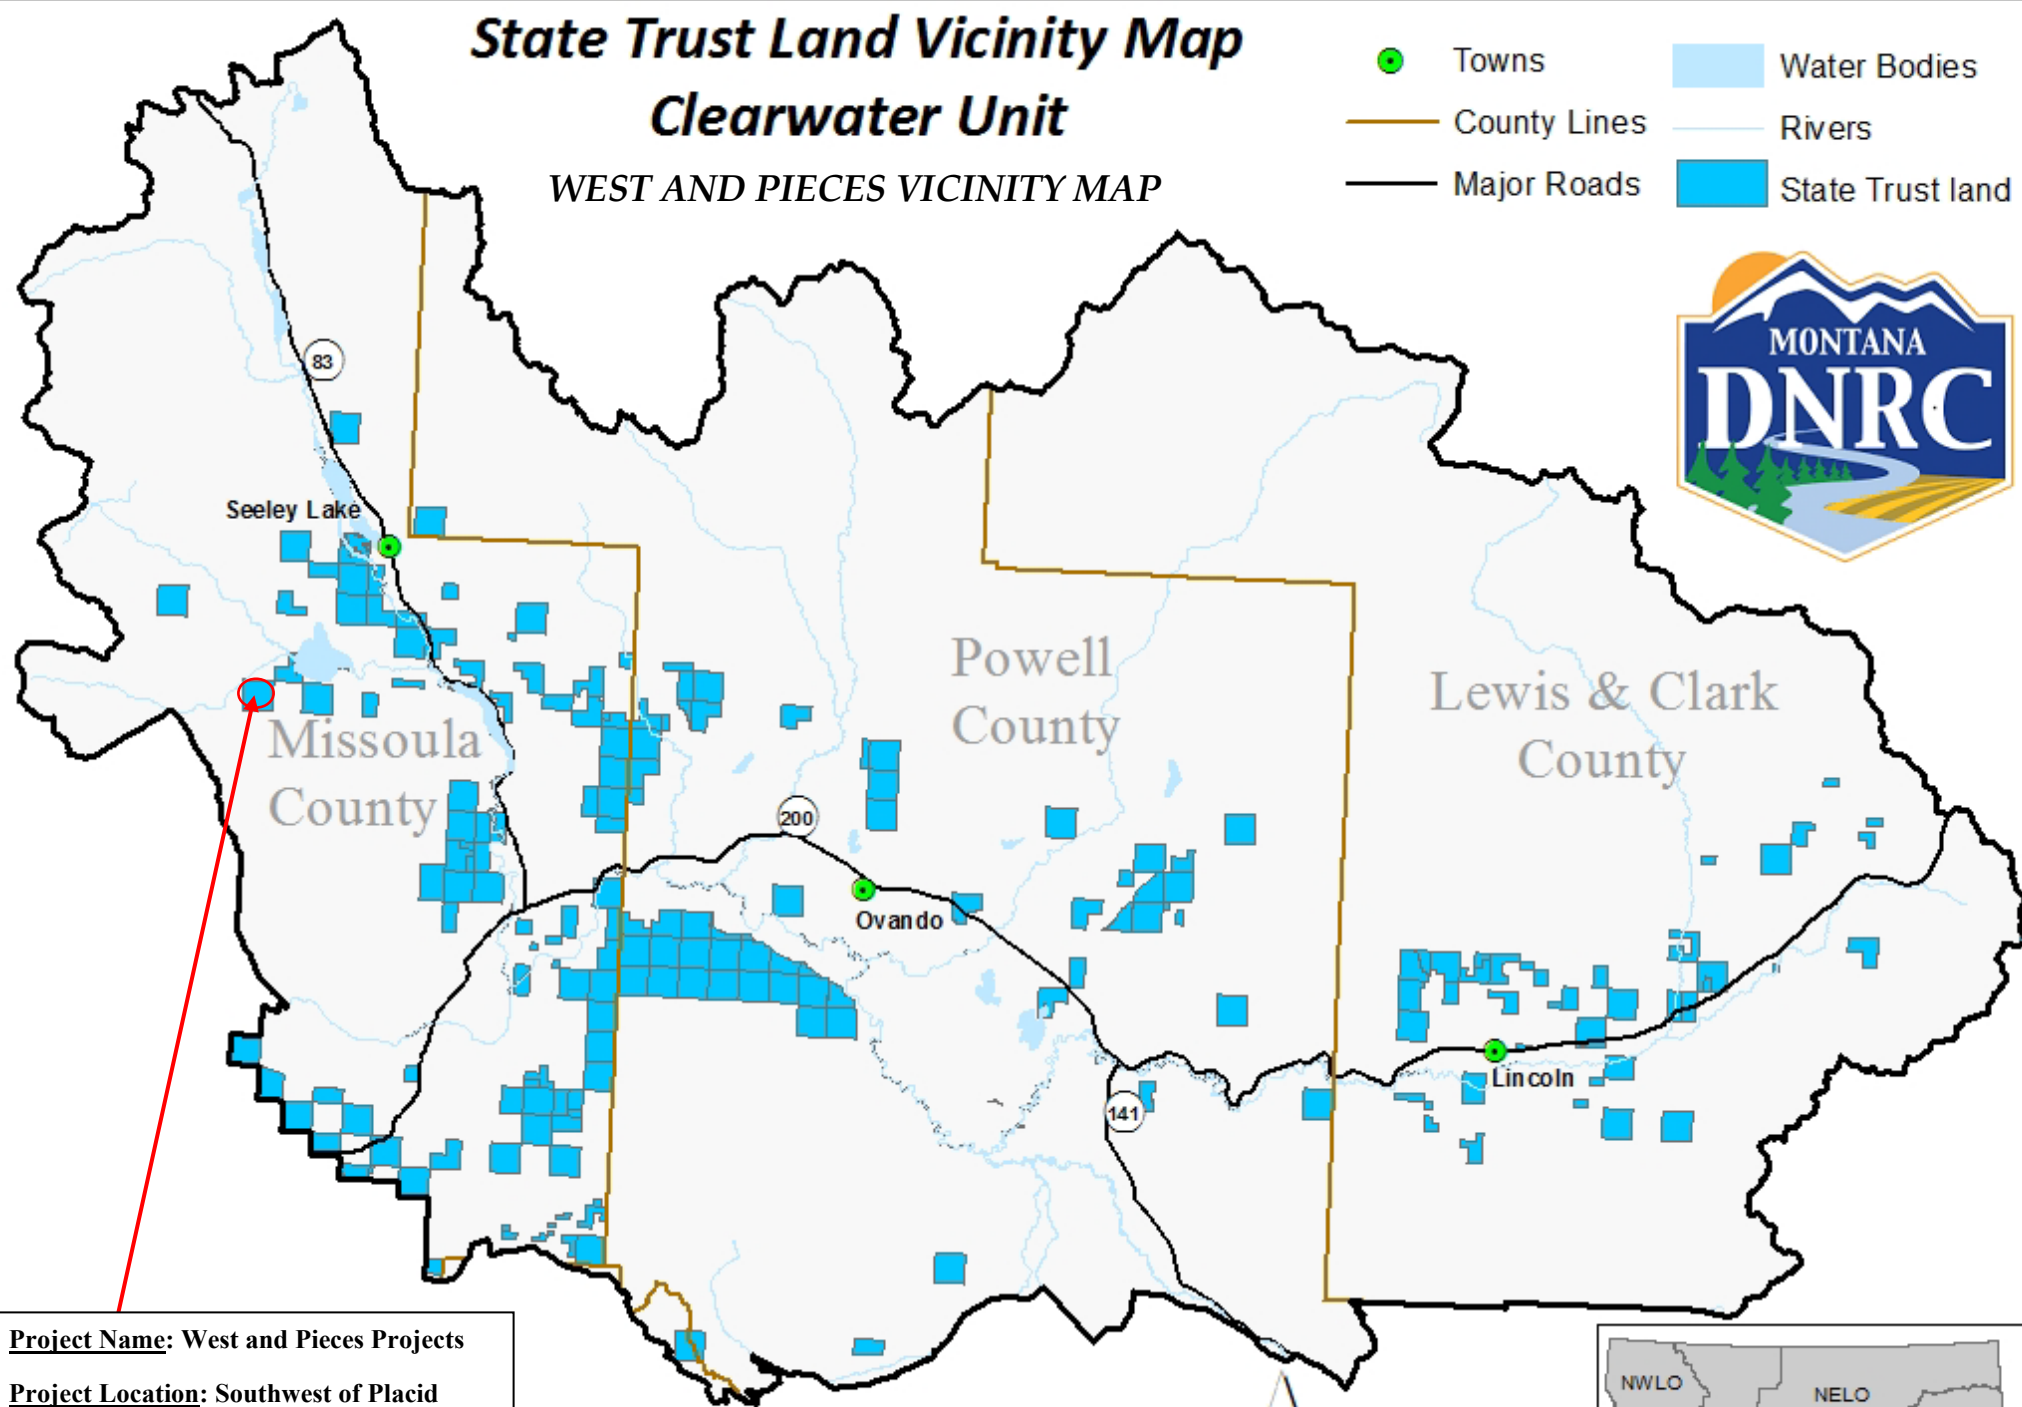 State Trust Land Vicinity Map
Clearwater Unit
WEST AND PIECES VICINITY MAP
Towns
County Lines
Major Roads
Water Bodies
Rivers
State Trust land
MONTANA
DNRC
83
Seeley Lake
Missoula
County
Powell
County
Lewis & Clark
County
200
Ovando
Lincoln
141
Project Name: West and Pieces Projects
Project Location: Southwest of Placid
NWLO
NELO